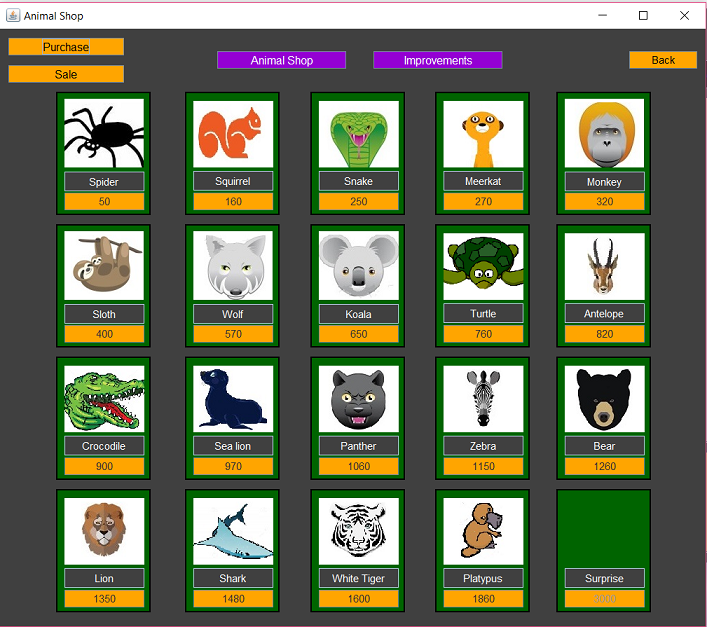 Animal Shop
Purchase
Sale
Animal Shop
Improvements
Back
Spider
50
Squirrel
160
Snake
250
Meerkat
270
Monkey
320
Sloth
400
Wolf
570
Koala
650
Turtle
760
Antelope
820
Crocodile
900
Sea lion
970
Panther
1060
Zebra
1150
Bear
1260
Lion
1350
Shark
1480
White Tiger
1600
Platypus
1860
Surprise
3000